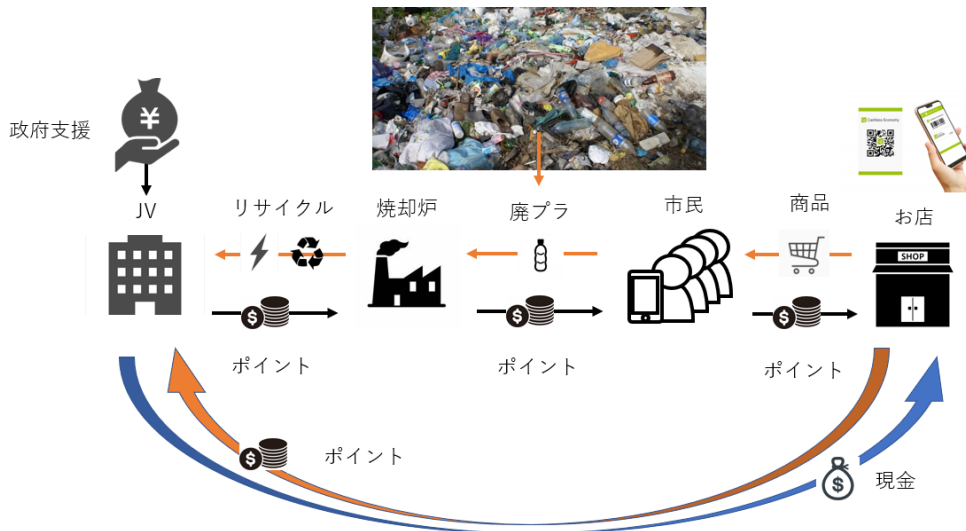 政府支援
¥
Cashless Economy
JV
リサイクル
焼却炉
廃プラ
市民
商品
お店
SHOP
$
ポイント
$
ポイント
$
ポイント
$
ポイント
$
現金